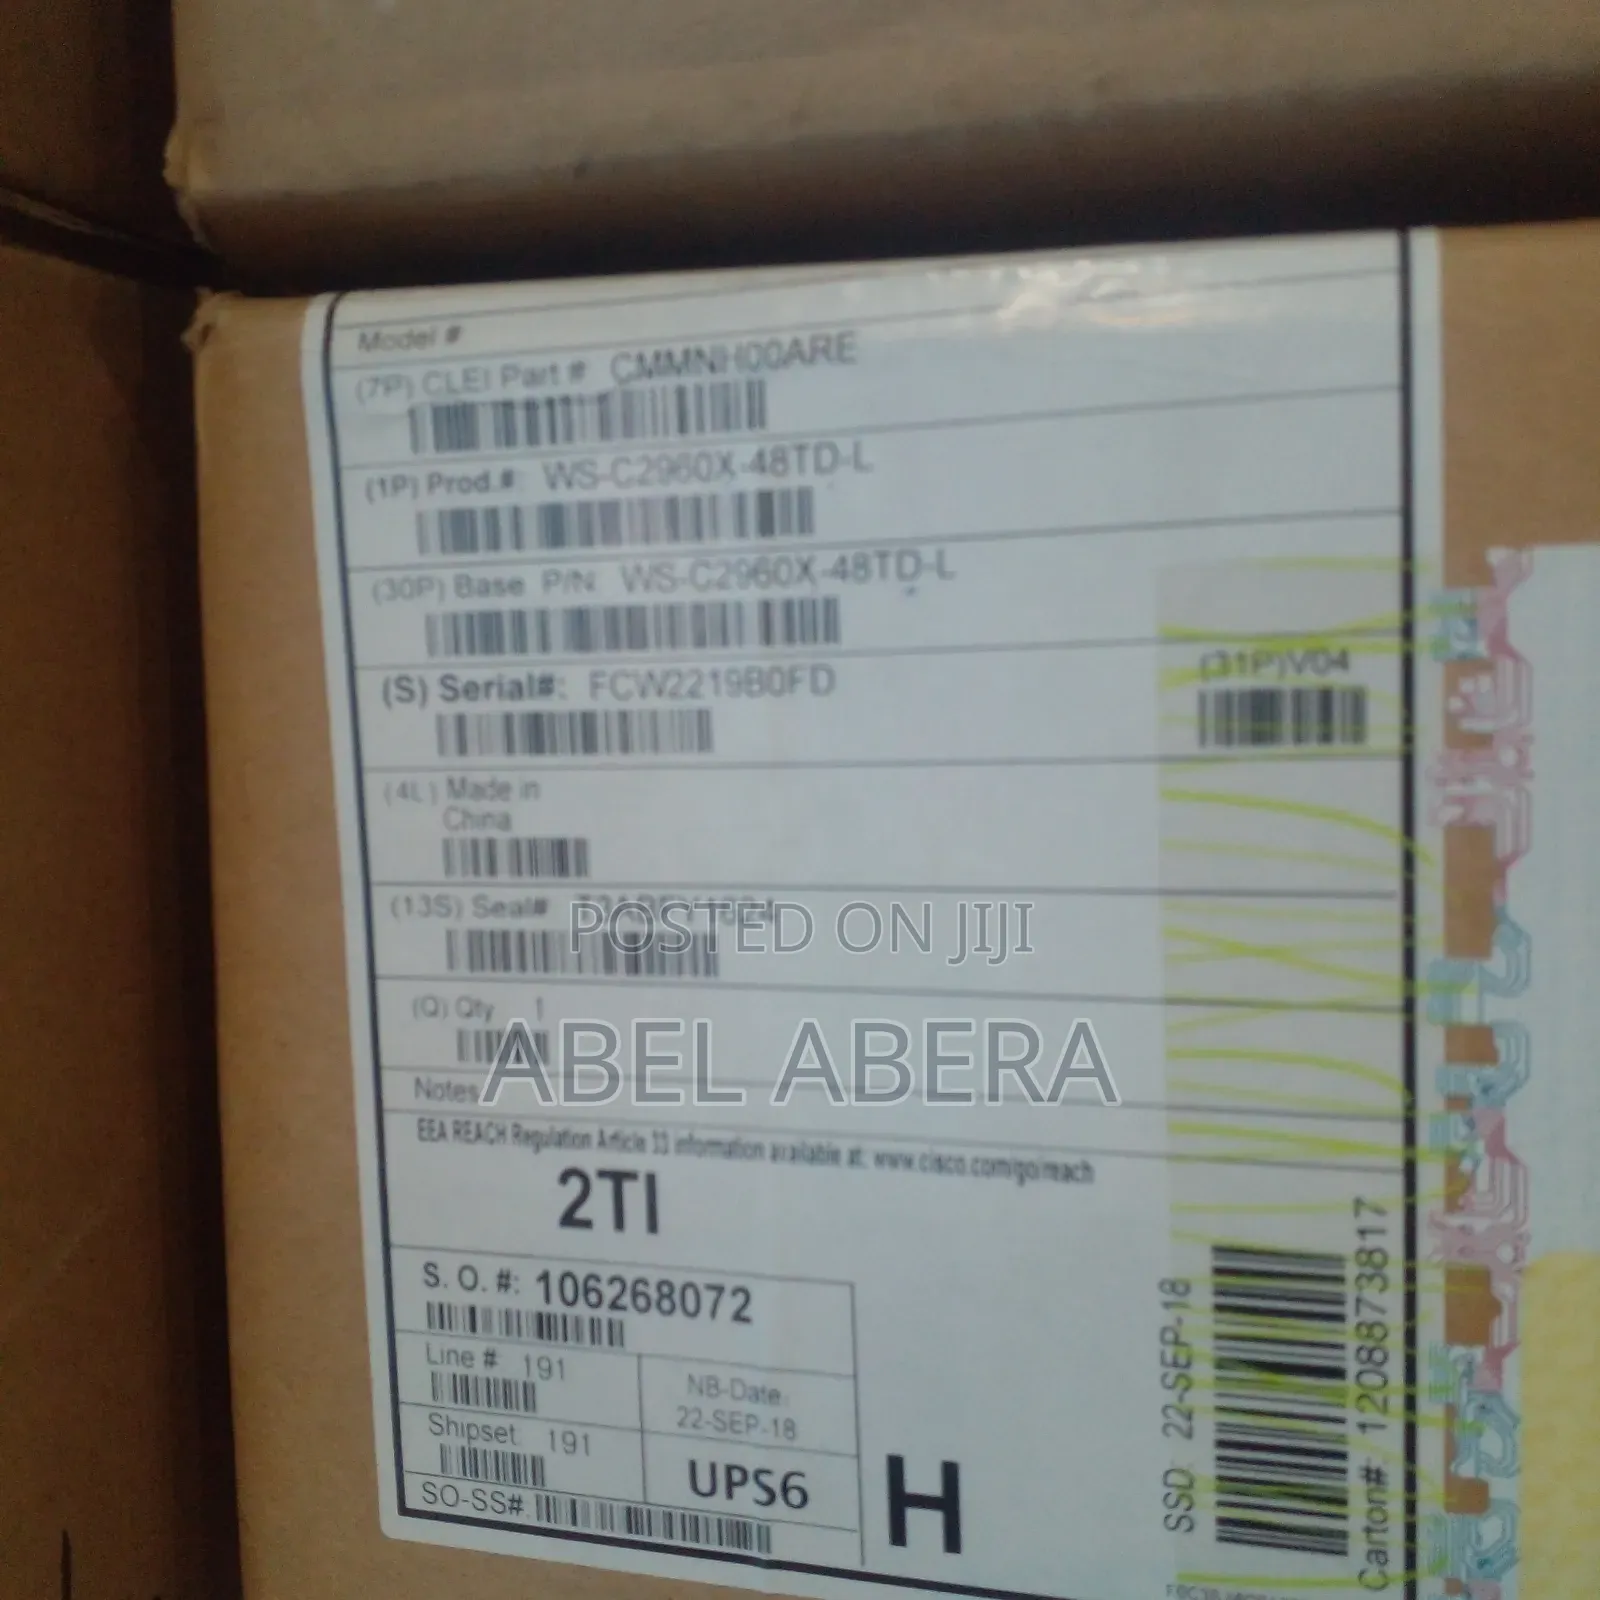 Model #
(7P) CLEI Part # CMMNH00ARE
(1P) Prod.#: WS-C2960X-48TD-L
(30P) Base P/N: WS-C2960X-48TD-L
(S) Serial#: FCW2219B0FD
(31P)V04
(4L) Made in
China
(13S) Seal#
POSTED ON JIJI
(Q) Qty 1
ABEL ABERA
Notes
EEA REACH Regulation Article 33 information available at: www.cisco.com/go/reach
2TI
S. O. #: 106268072
Line # 191
NB-Date:
22-SEP-18
Shipset 191
UPS6
SO-SS#:
H
SSD: 22-SEP-18
Carton#: 1208873817